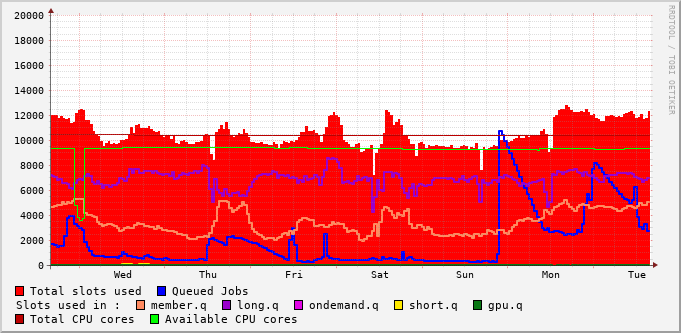 20000
18000
16000
14000
12000
10000
8000
6000
4000
2000
0
Wed Thu Fri Sat Sun Mon Tue
RRDTOOL / TOBI OETIKER
Total slots used Queued Jobs
Slots used in : member.q long.q ondemand.q short.q gpu.q
Total CPU cores Available CPU cores